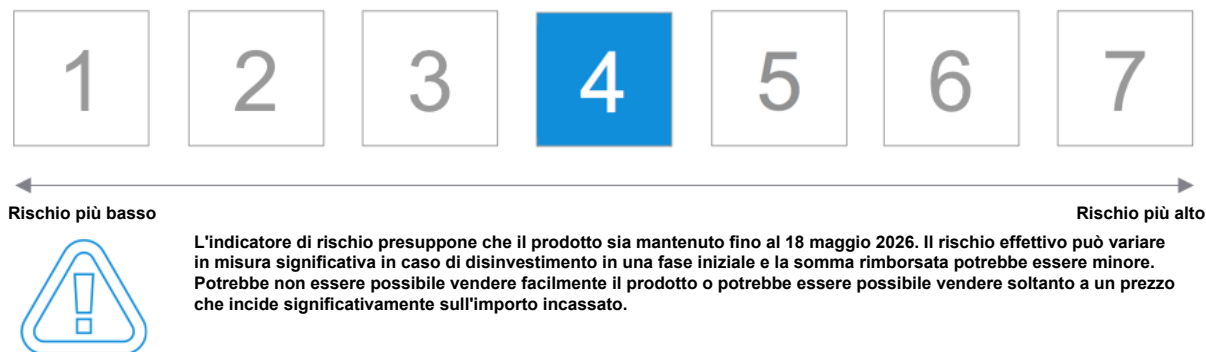 1 2 3 4 5 6 7
Rischio più basso Rischio più alto
L'indicatore di rischio presuppone che il prodotto sia mantenuto fino al 18 maggio 2026. Il rischio effettivo può variare
in misura significativa in caso di disinvestimento in una fase iniziale e la somma rimborsata potrebbe essere minore.
Potrebbe non essere possibile vendere facilmente il prodotto o potrebbe essere possibile vendere soltanto a un prezzo
che incide significativamente sull'importo incassato.